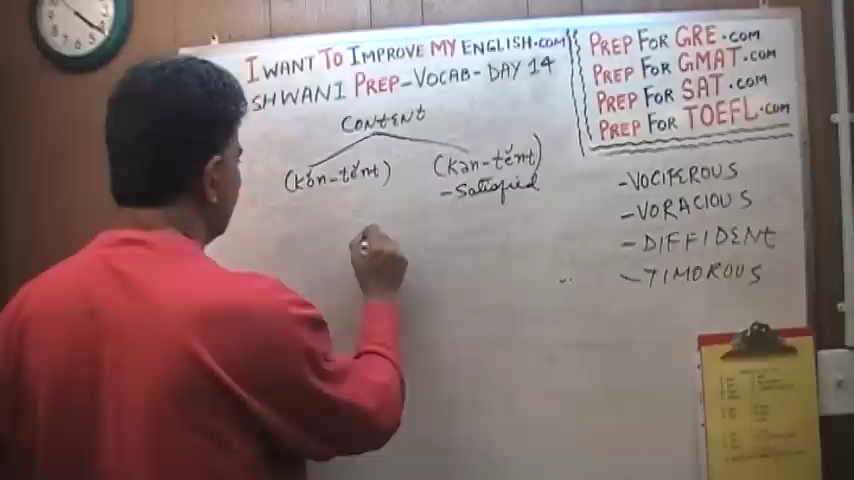 I WANT TO IMPROVE MY ENGLISH.COM
SHWANI PREP-VOCAB-DAY 14
CONTENT
(kŏn-tĕnt)
(kən-tĕnt)
-Satisfied
PREP FOR GRE.COM
PREP FOR GMAT.COM
PREP FOR SAT.COM
PREP FOR TOEFL.COM
-VOCIFEROUS
-VORACIOUS
-DIFFIDENT
-TIMOROUS